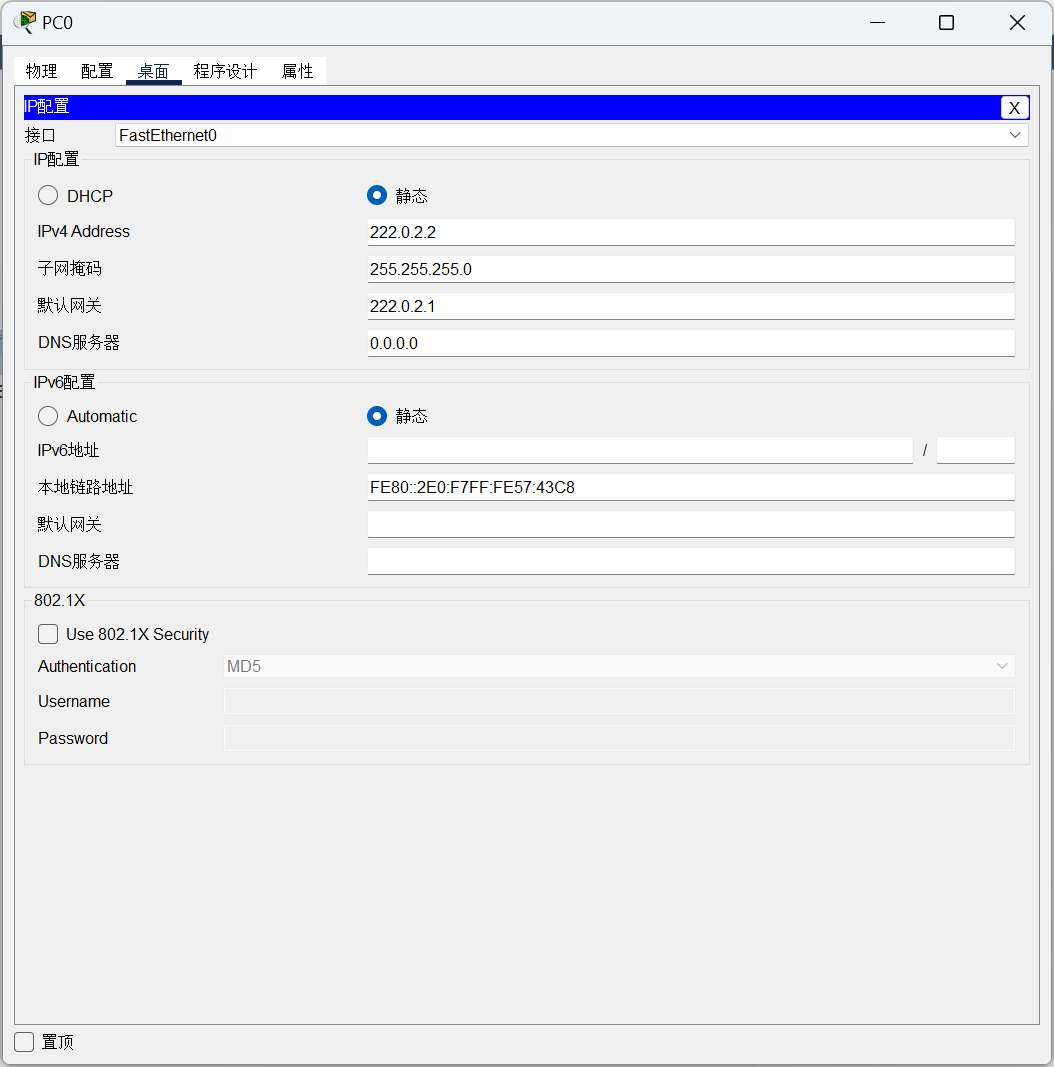 PC0
物理 配置 桌面 程序设计 属性
IP配置 X
接口 FastEthernet0
IP配置
DHCP 静态
IPv4 Address 222.0.2.2
子网掩码 255.255.255.0
默认网关 222.0.2.1
DNS服务器 0.0.0.0
IPv6配置
Automatic 静态
IPv6地址 /
本地链路地址 FE80::2E0:F7FF:FE57:43C8
默认网关
DNS服务器
802.1X
Use 802.1X Security
Authentication MD5
Username
Password
置顶